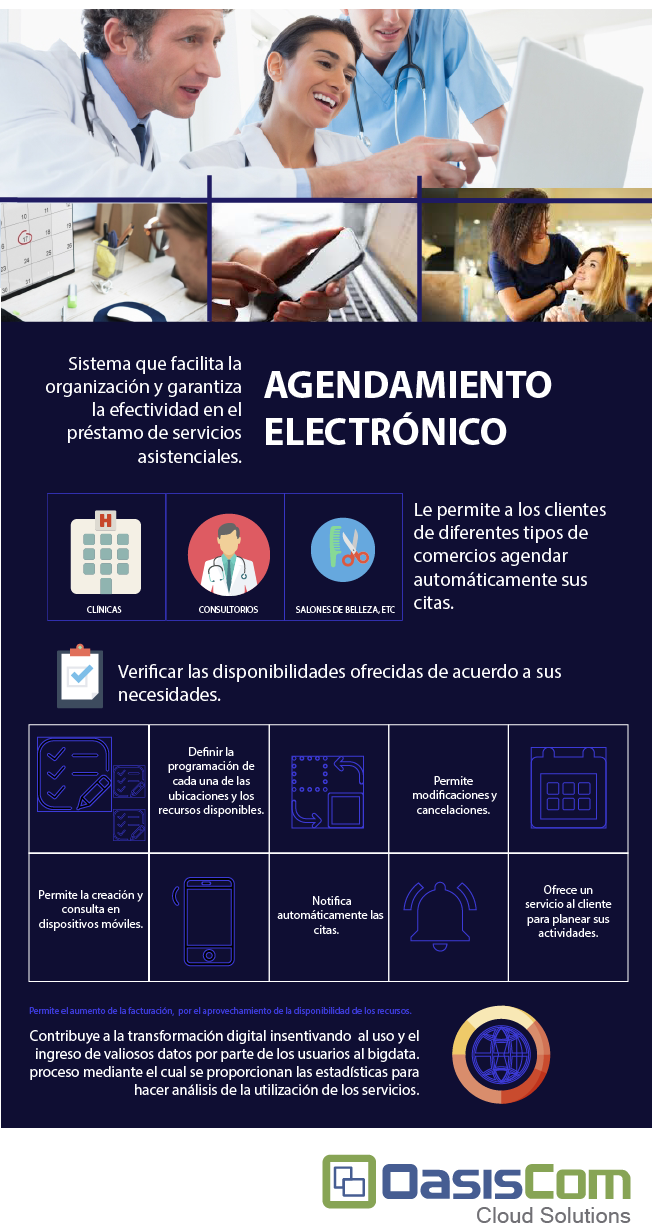 Sistema que facilita la
organización y garantiza
la efectividad en el
préstamo de servicios
asistenciales.
AGENDAMIENTO
ELECTRÓNICO
H
CLÍNICAS
CONSULTORIOS
SALONES DE BELLEZA, ETC
Le permite a los clientes
de diferentes tipos de
comercios agendar
automáticamente sus
citas.
Verificar las disponibilidades ofrecidas de acuerdo a sus
necesidades.
Definir la
programación de
cada una de las
ubicaciones y los
recursos disponibles.
Permite
modificaciones y
cancelaciones.
Permite la creación y
consulta en
dispositivos móviles.
Notifica
automáticamente las
citas.
Ofrece un
servicio al cliente
para planear sus
actividades.
Permite el aumento de la facturación, por el aprovechamiento de la disponibilidad de los recursos.
Contribuye a la transformación digital insentivando al uso y el
ingreso de valiosos datos por parte de los usuarios al bigdata.
proceso mediante el cual se proporcionan las estadísticas para
hacer análisis de la utilización de los servicios.
OasisCom
Cloud Solutions